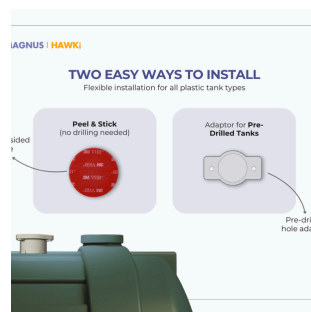 MAGNUS | HAWK
TWO EASY WAYS TO INSTALL
Flexible installation for all plastic tank types
Peel & Stick
(no drilling needed)
Adaptor for Pre-
Drilled Tanks
sided
Pre-dri
hole ada